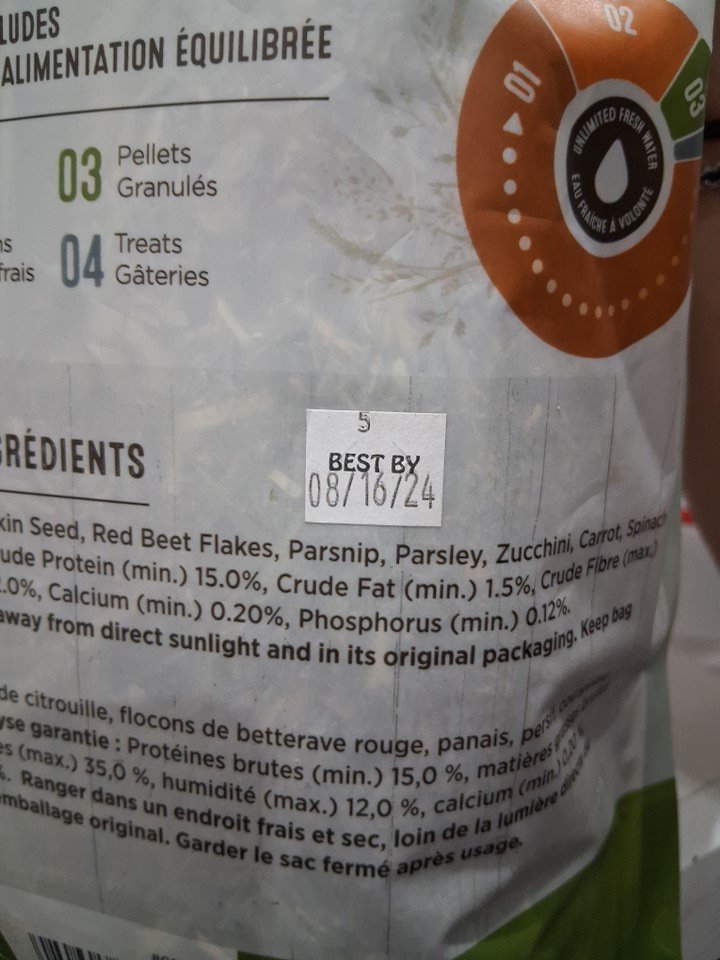 LUDES
ALIMENTATION ÉQUILIBRÉE
03 Pellets
Granulés
04 Treats
Gâteries
frais
01
02
03
UNLIMITED FRESH WATER
EAU FRAÎCHE À VOLONTÉ
5
BEST BY
08/16/24
GRÉDIENTS
kin Seed, Red Beet Flakes, Parsnip, Parsley, Zucchini, Carrot, Spinach
ude Protein (min.) 15.0%, Crude Fat (min.) 1.5%, Crude Fibre (max.)
.0%, Calcium (min.) 0.20%, Phosphorus (min.) 0.12%.
away from direct sunlight and in its original packaging. Keep bag
de citrouille, flocons de betterave rouge, panais, persil
yse garantie : Protéines brutes (min.) 15,0 %, matières
es (max.) 35,0 %, humidité (max.) 12,0 %, calcium (min.)
%. Ranger dans un endroit frais et sec, loin de la lumière
emballage original. Garder le sac fermé après usage.